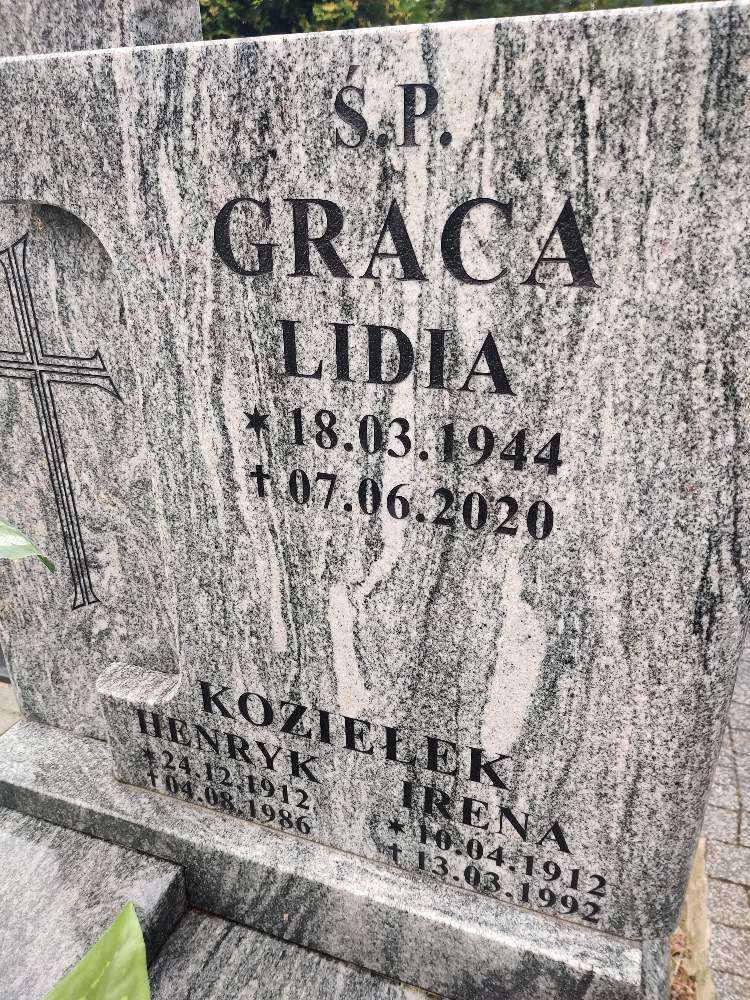 Ś.P.
GRACA
LIDIA
* 18.03.1944
† 07.06.2020
KOZIEŁEK
HENRYK
* 24.12.1912
† 04.08.1986
IRENA
* 10.04.1912
† 13.03.1992